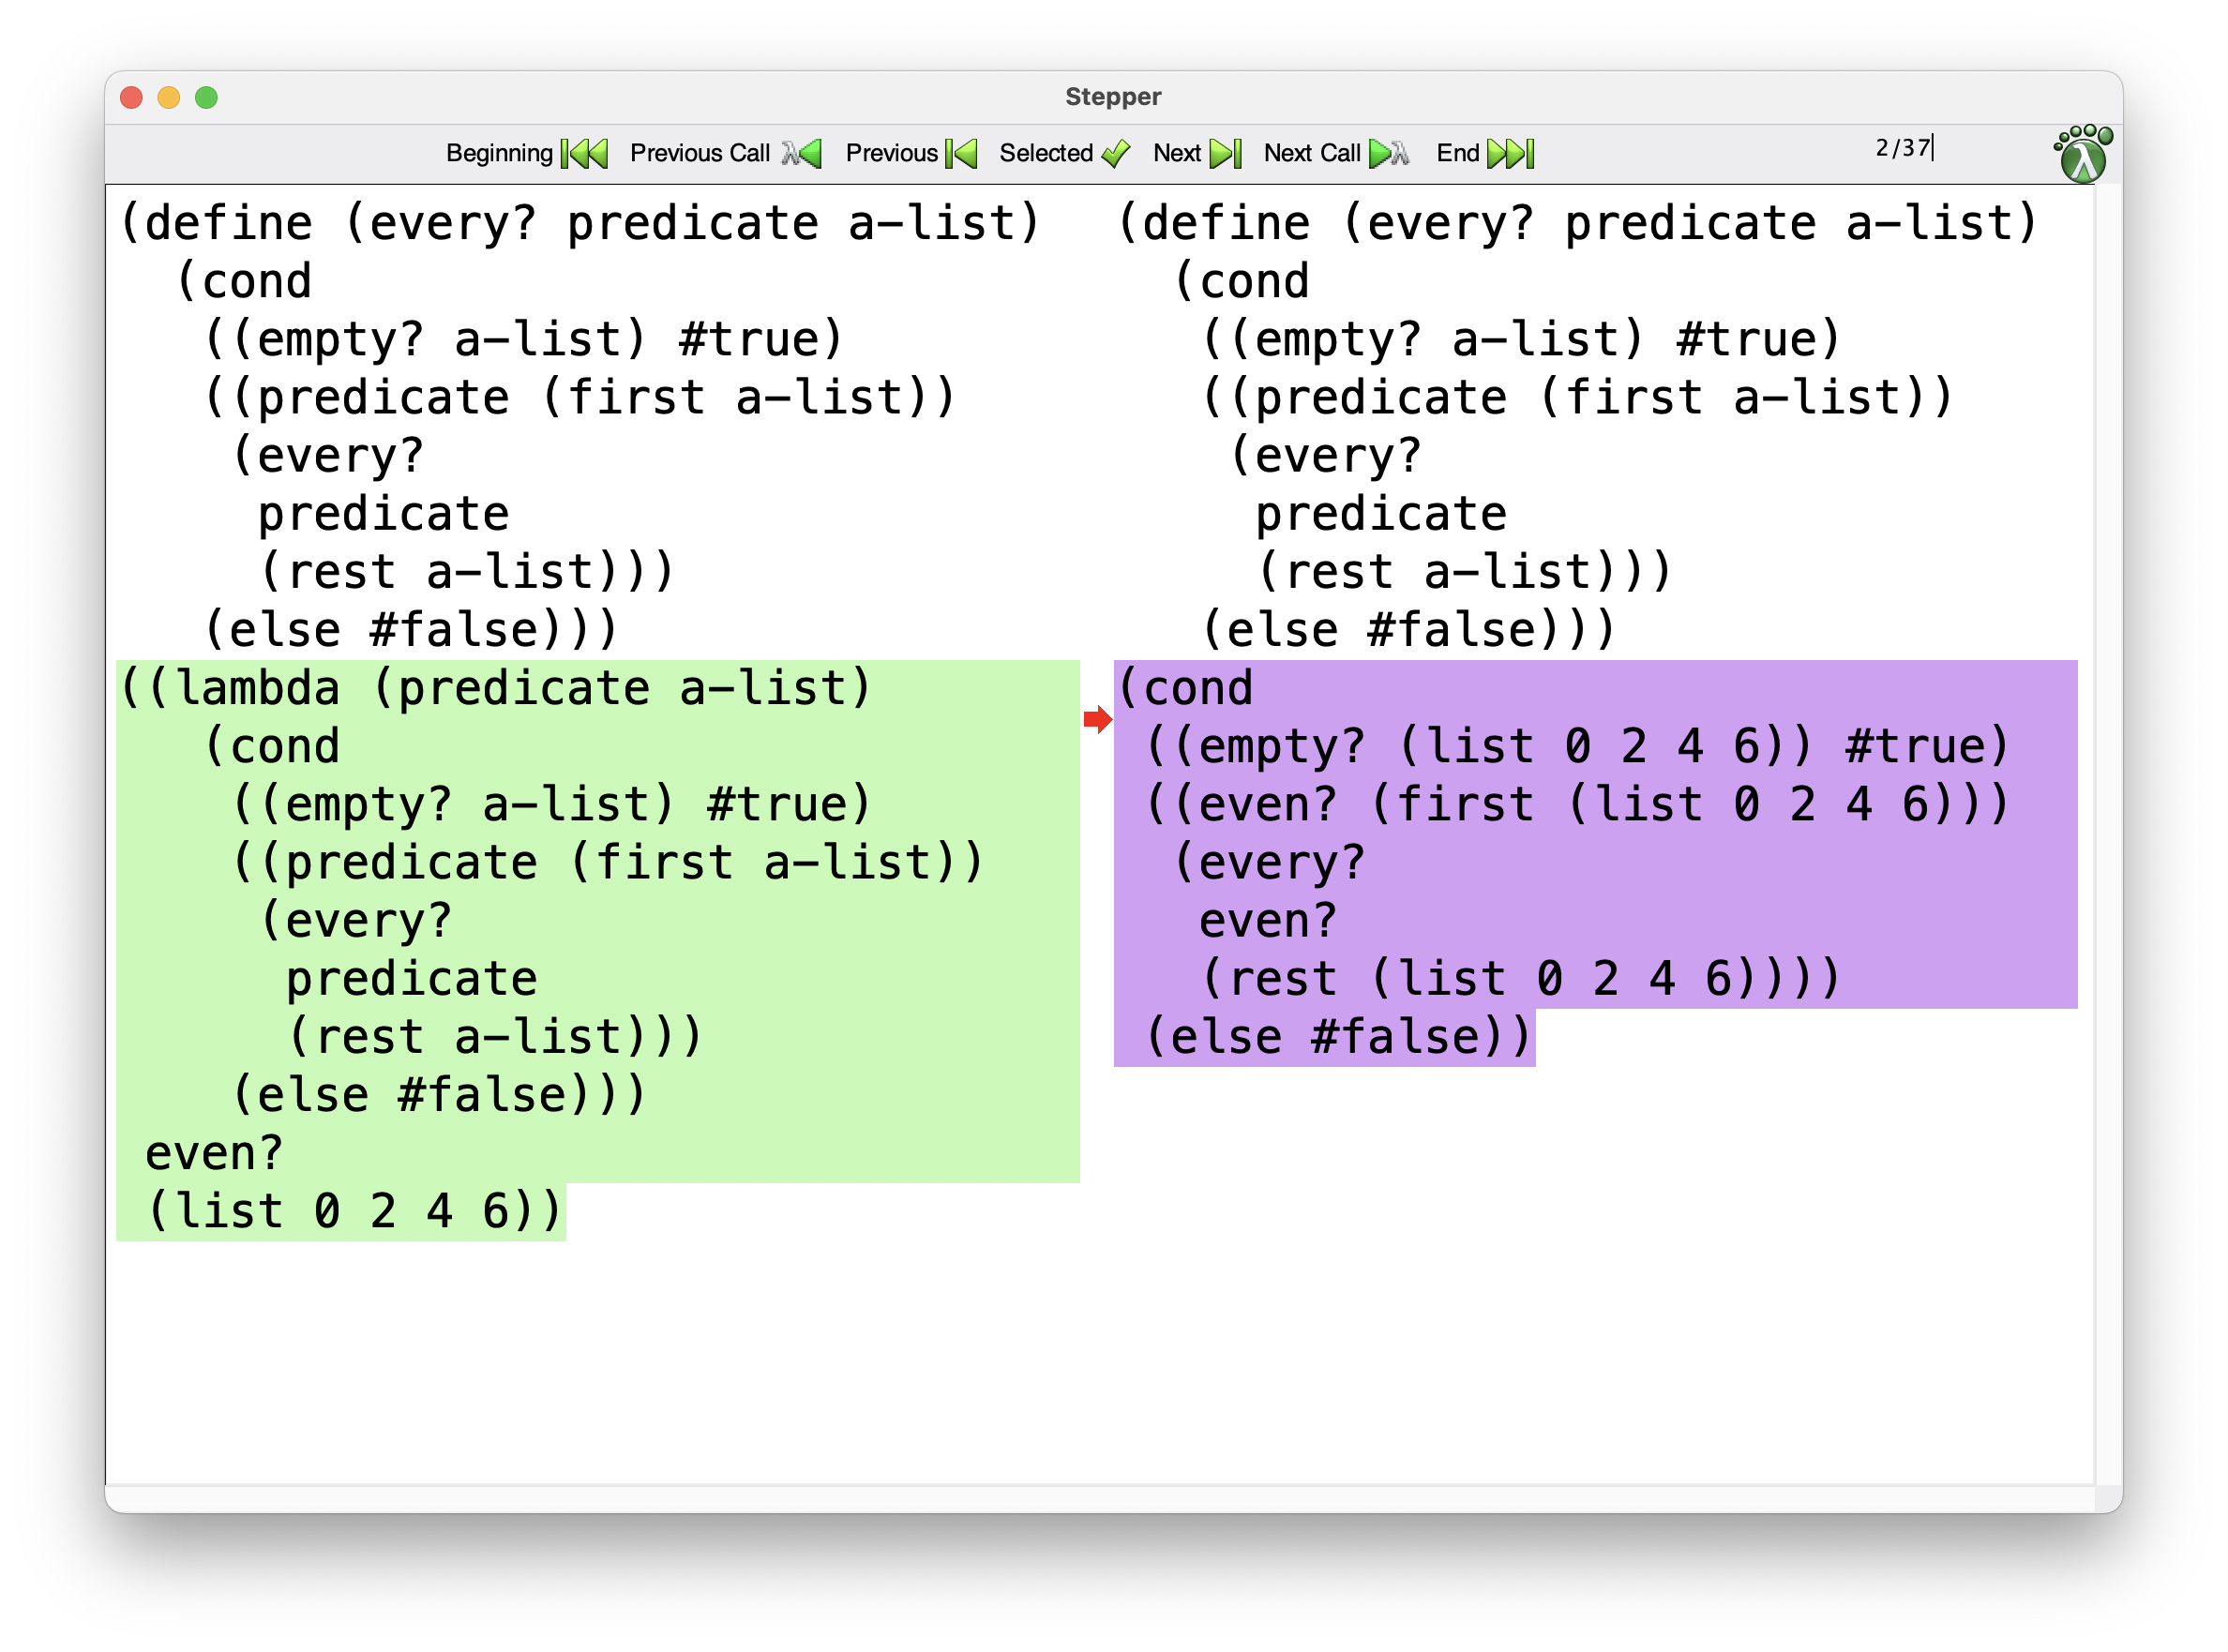 Stepper
Beginning Previous Call Previous Selected Next Next Call End 2/37
(define (every? predicate a-list)
  (cond
   ((empty? a-list) #true)
   ((predicate (first a-list))
    (every?
     predicate
     (rest a-list)))
   (else #false)))
((lambda (predicate a-list)
   (cond
    ((empty? a-list) #true)
    ((predicate (first a-list))
     (every?
      predicate
      (rest a-list)))
    (else #false)))
 even?
 (list 0 2 4 6))
(define (every? predicate a-list)
  (cond
   ((empty? a-list) #true)
   ((predicate (first a-list))
    (every?
     predicate
     (rest a-list)))
   (else #false)))
(cond
 ((empty? (list 0 2 4 6)) #true)
 ((even? (first (list 0 2 4 6)))
  (every?
   even?
   (rest (list 0 2 4 6))))
 (else #false))